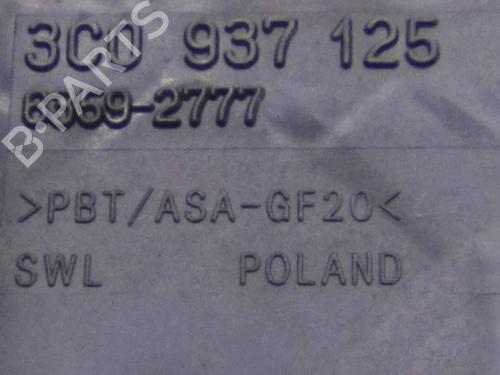 3C0 937 125
6959-2777
>PBT/ASA-GF20<
SWL POLAND
B-PARTS